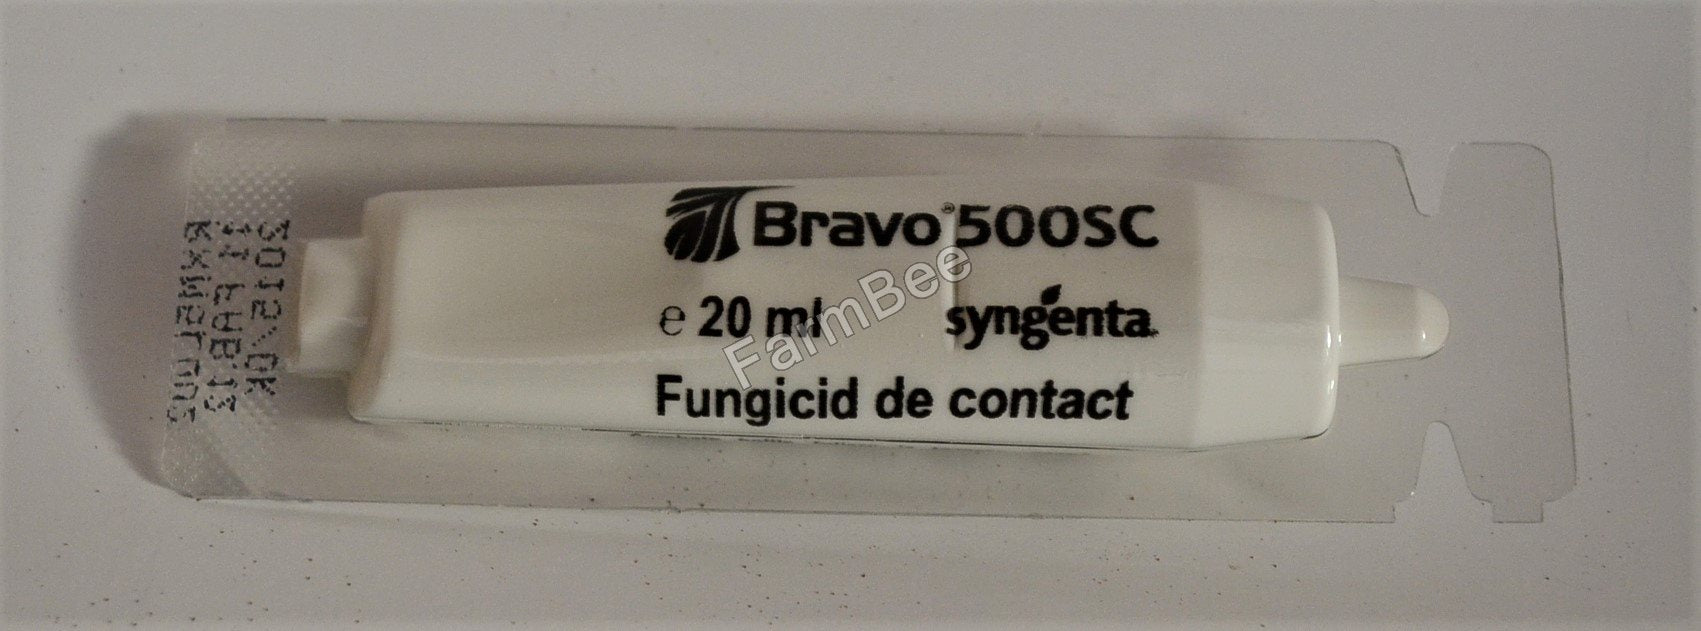 Bravo® 500SC
℮ 20 ml
syngenta
Fungicid de contact
FarmBee